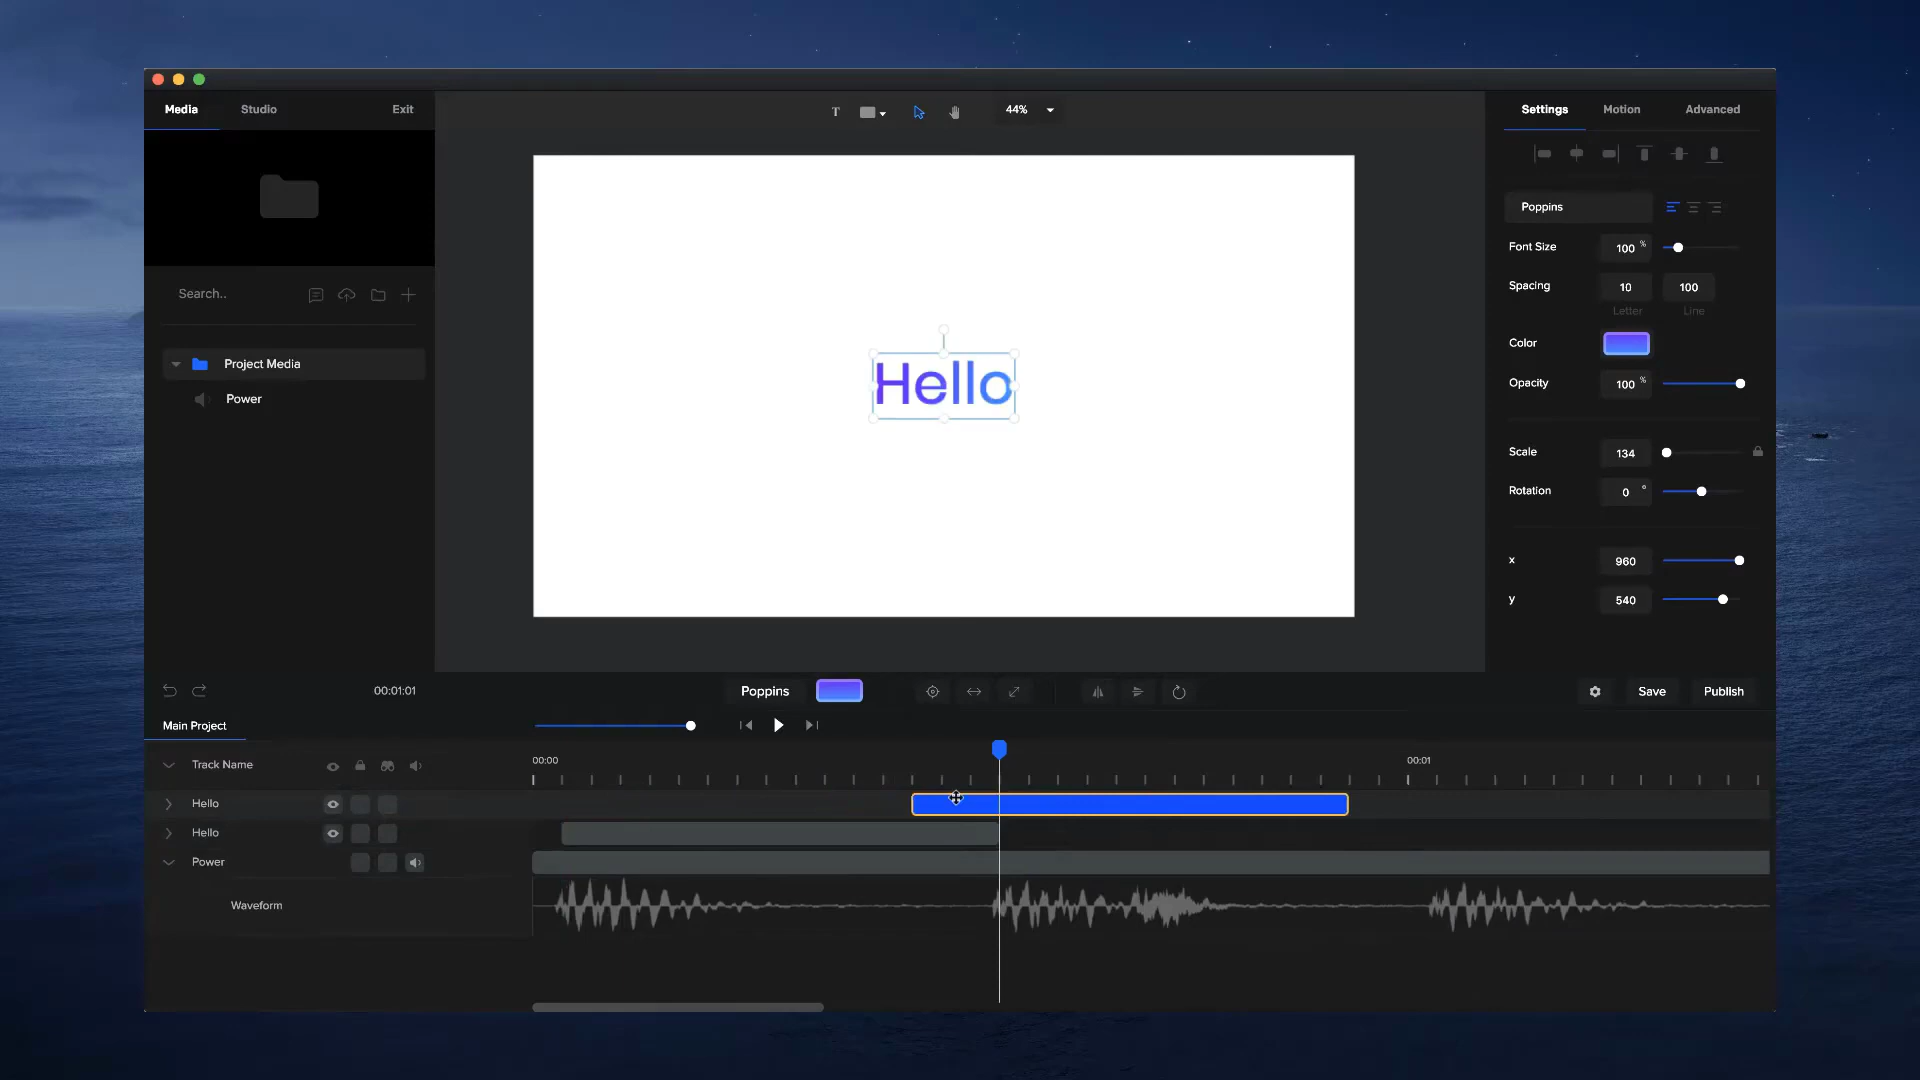 Media Studio Exit
T 44%
Settings Motion Advanced
Search..
Project Media
Power
Hello
Poppins
Font Size 100 %
Spacing 10 100
Letter Line
Color
Opacity 100 %
Scale 134
Rotation 0 °
x 960
y 540
00:01:01
Poppins
Save Publish
Main Project
Track Name
00:00 00:01
Hello
Hello
Power
Waveform